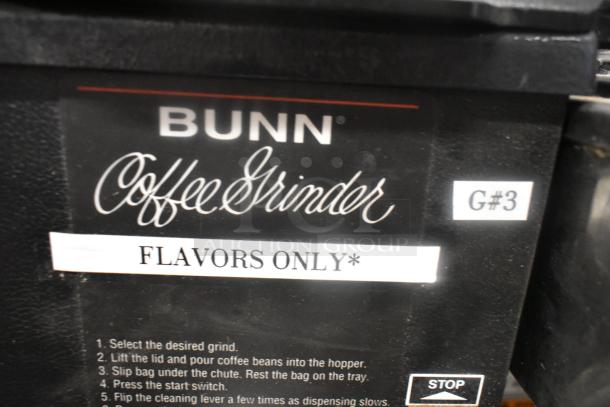 BUNN
Coffee Grinder
G#3
FLAVORS ONLY*
AUCTION GROUP
1. Select the desired grind.
2. Lift the lid and pour coffee beans into the hopper.
3. Slip bag under the chute. Rest the bag on the tray.
4. Press the start switch.
5. Flip the cleaning lever a few times as dispensing slows.
STOP